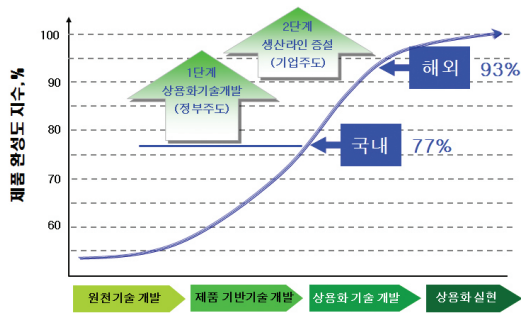 제품 완성도 지수, %
100
90
80
70
60
1단계
상용화기술개발
(정부주도)
2단계
생산라인 증설
(기업주도)
해외
93%
국내
77%
원천기술 개발
제품 기반기술 개발
상용화 기술 개발
상용화 실현